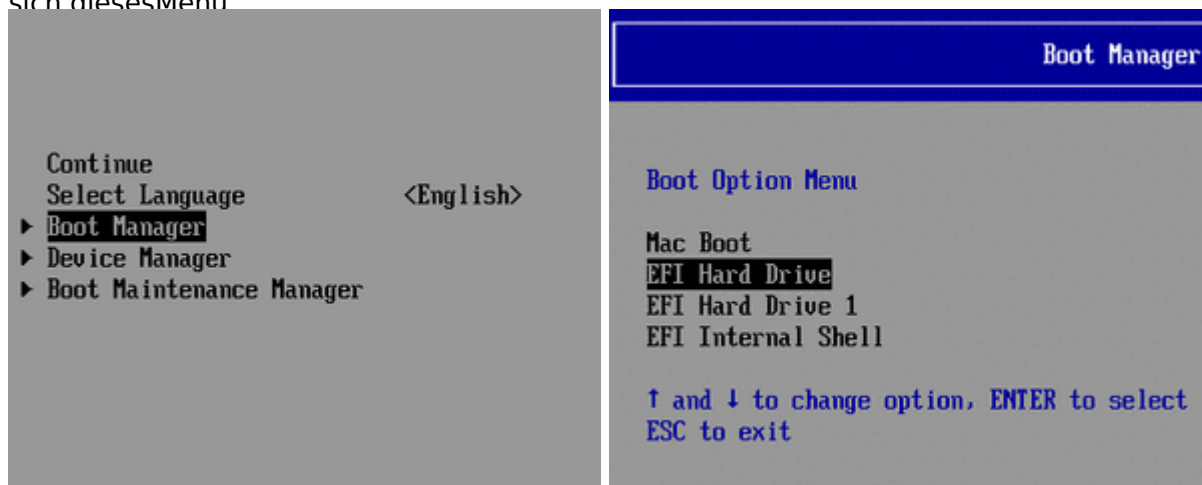 sich diesesMenü
Continue
Select Language <English>
Boot Manager
Device Manager
Boot Maintenance Manager
Boot Manager
Boot Option Menu
Mac Boot
EFI Hard Drive
EFI Hard Drive 1
EFI Internal Shell
↑ and ↓ to change option, ENTER to select
ESC to exit